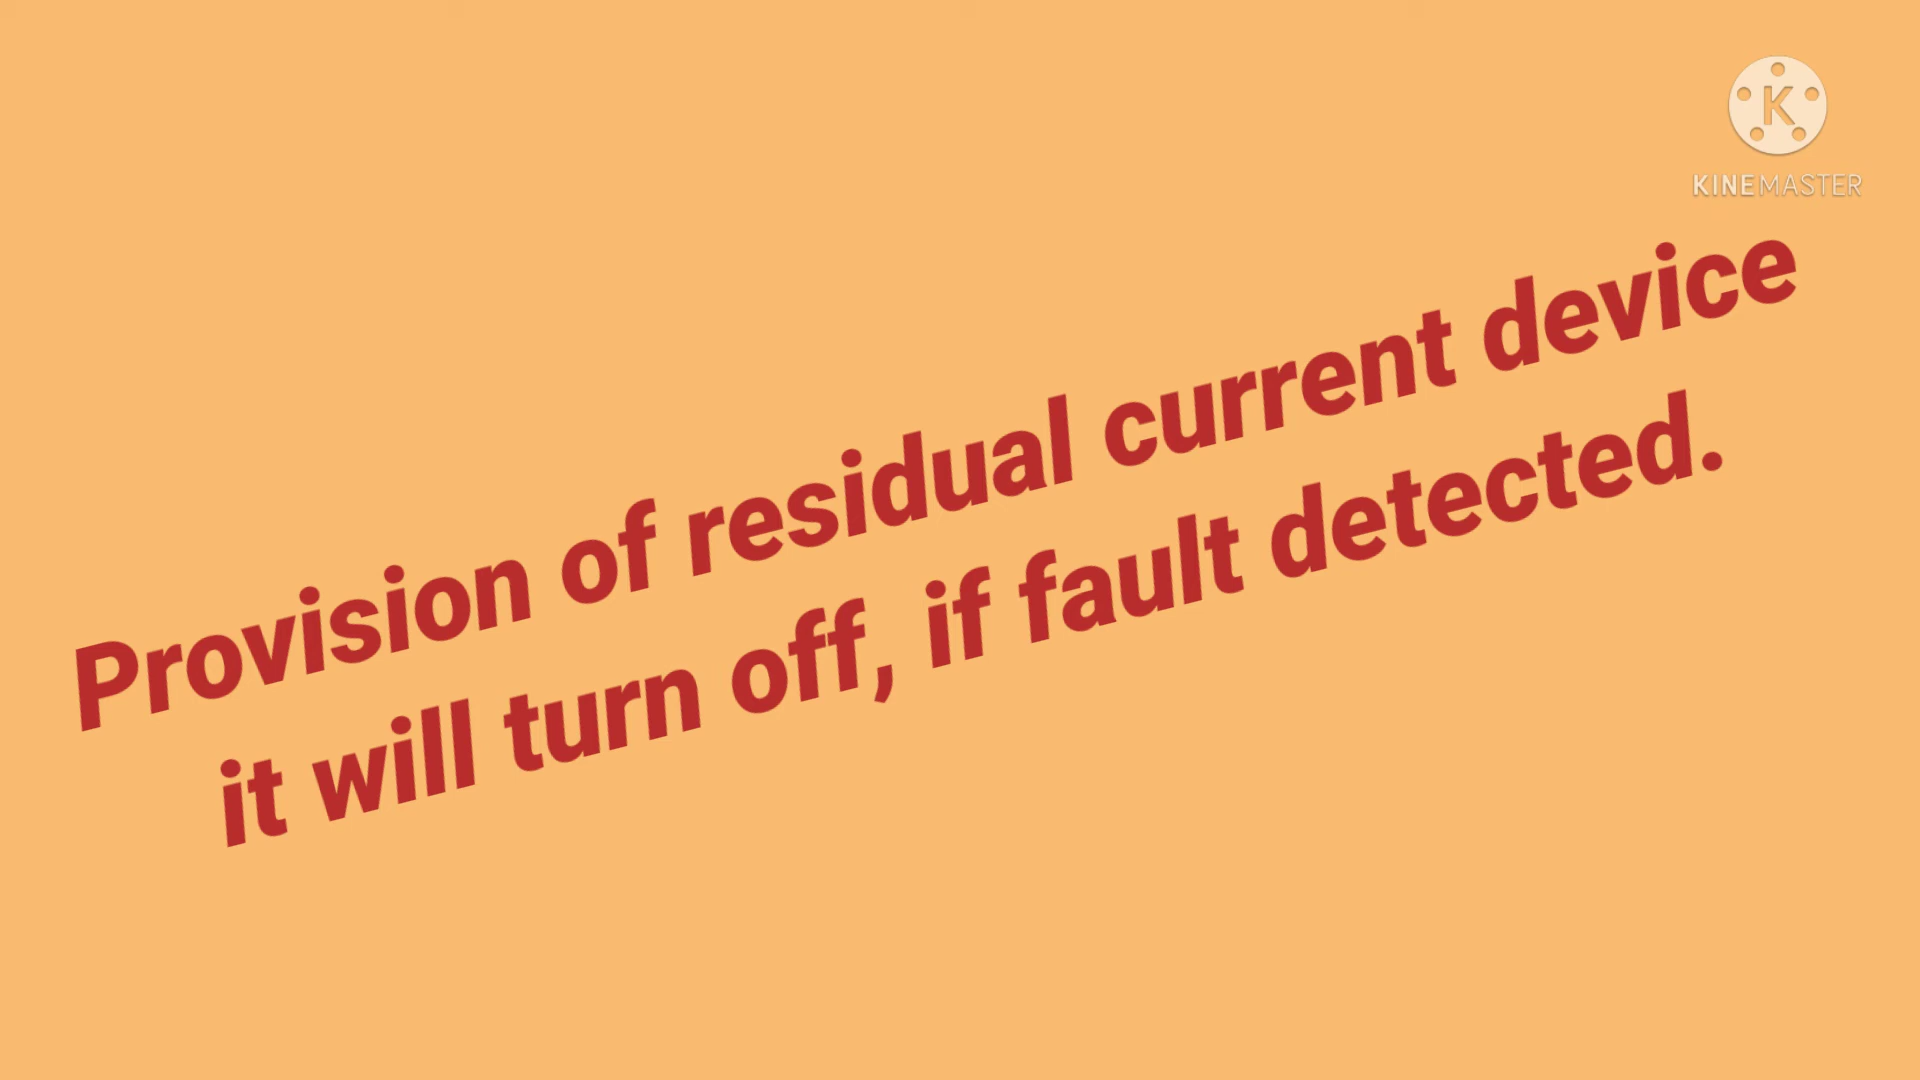 K
KINEMASTER
Provision of residual current device
it will turn off, if fault detected.